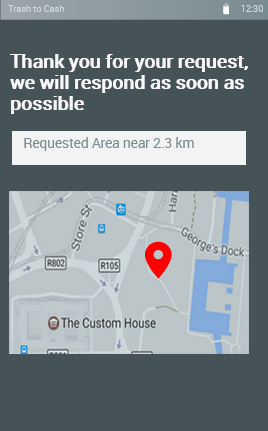 Trash to Cash 12:30
Thank you for your request,
we will respond as soon as
possible
Requested Area near 2.3 km
Store St
George's Dock
R802
R105
The Custom House